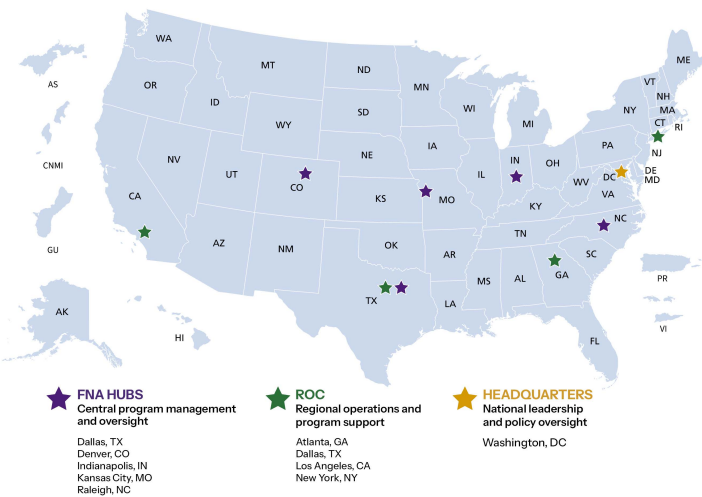 WA
MT
ND
MN
ME
AS
OR
ID
SD
WI
MI
VT
NH
NY
MA
CT
RI
WY
IA
NE
PA
NJ
CNMI
NV
UT
CO
IL
IN
OH
DC
DE
MD
WV
VA
CA
KS
MO
KY
NC
TN
GU
AZ
NM
OK
AR
SC
MS
AL
GA
PR
TX
LA
AK
HI
FL
VI
FNA HUBS
Central program management
and oversight
Dallas, TX
Denver, CO
Indianapolis, IN
Kansas City, MO
Raleigh, NC
ROC
Regional operations and
program support
Atlanta, GA
Dallas, TX
Los Angeles, CA
New York, NY
HEADQUARTERS
National leadership
and policy oversight
Washington, DC